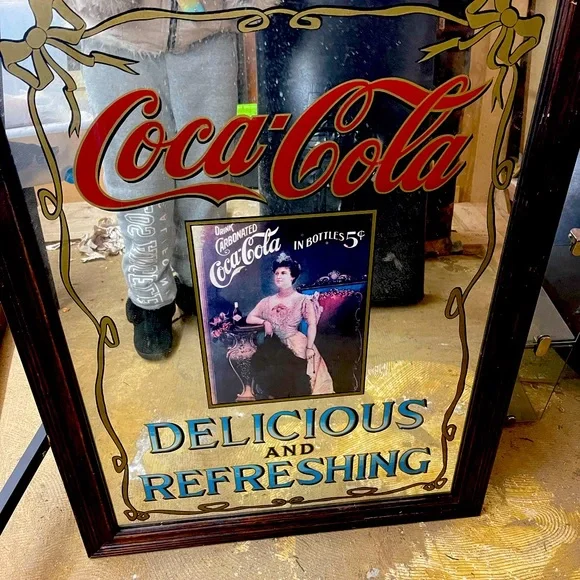 Coca-Cola
DRINK
CARBONATED
Coca-Cola
IN BOTTLES 5¢
DELICIOUS
AND
REFRESHING